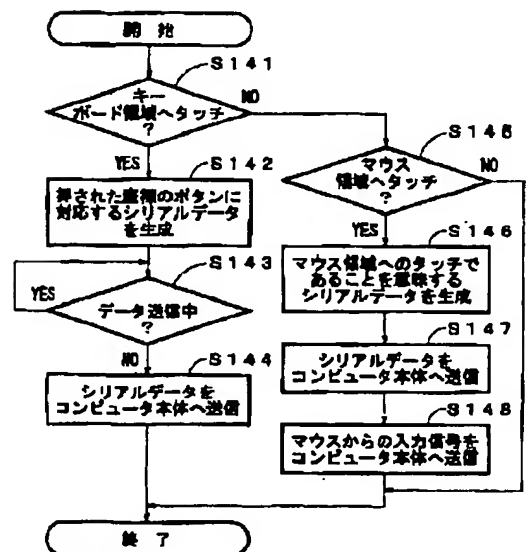 開 始
S141
キー
ボード領域へタッチ
?
NO
YES
S142
押された座標のボタンに
対応するシリアルデータ
を生成
S143
YES
データ送信中
?
NO
S144
シリアルデータを
コンピュータ本体へ送信
S145
マウス
領域へタッチ
?
NO
YES
S146
マウス領域へのタッチで
あることを意味する
シリアルデータを生成
S147
シリアルデータを
コンピュータ本体へ送信
S148
マウスからの入力信号を
コンピュータ本体へ送信
終 了